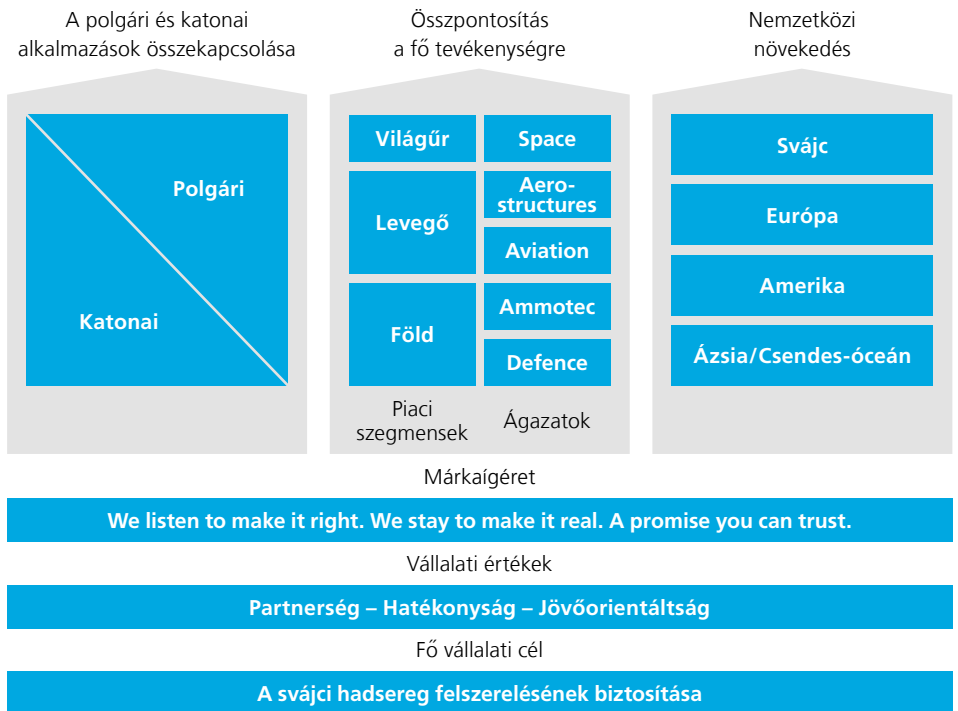 A polgári és katonai
alkalmazások összekapcsolása
Polgári
Katonai
Összpontosítás
a fő tevékenységre
Világűr
Levegő
Föld
Piaci
szegmensek
Space
Aero-
structures
Aviation
Ammotec
Defence
Ágazatok
Nemzetközi
növekedés
Svájc
Európa
Amerika
Ázsia/Csendes-óceán
Márkaígéret
We listen to make it right. We stay to make it real. A promise you can trust.
Vállalati értékek
Partnerség – Hatékonyság – Jövőorientáltság
Fő vállalati cél
A svájci hadsereg felszerelésének biztosítása